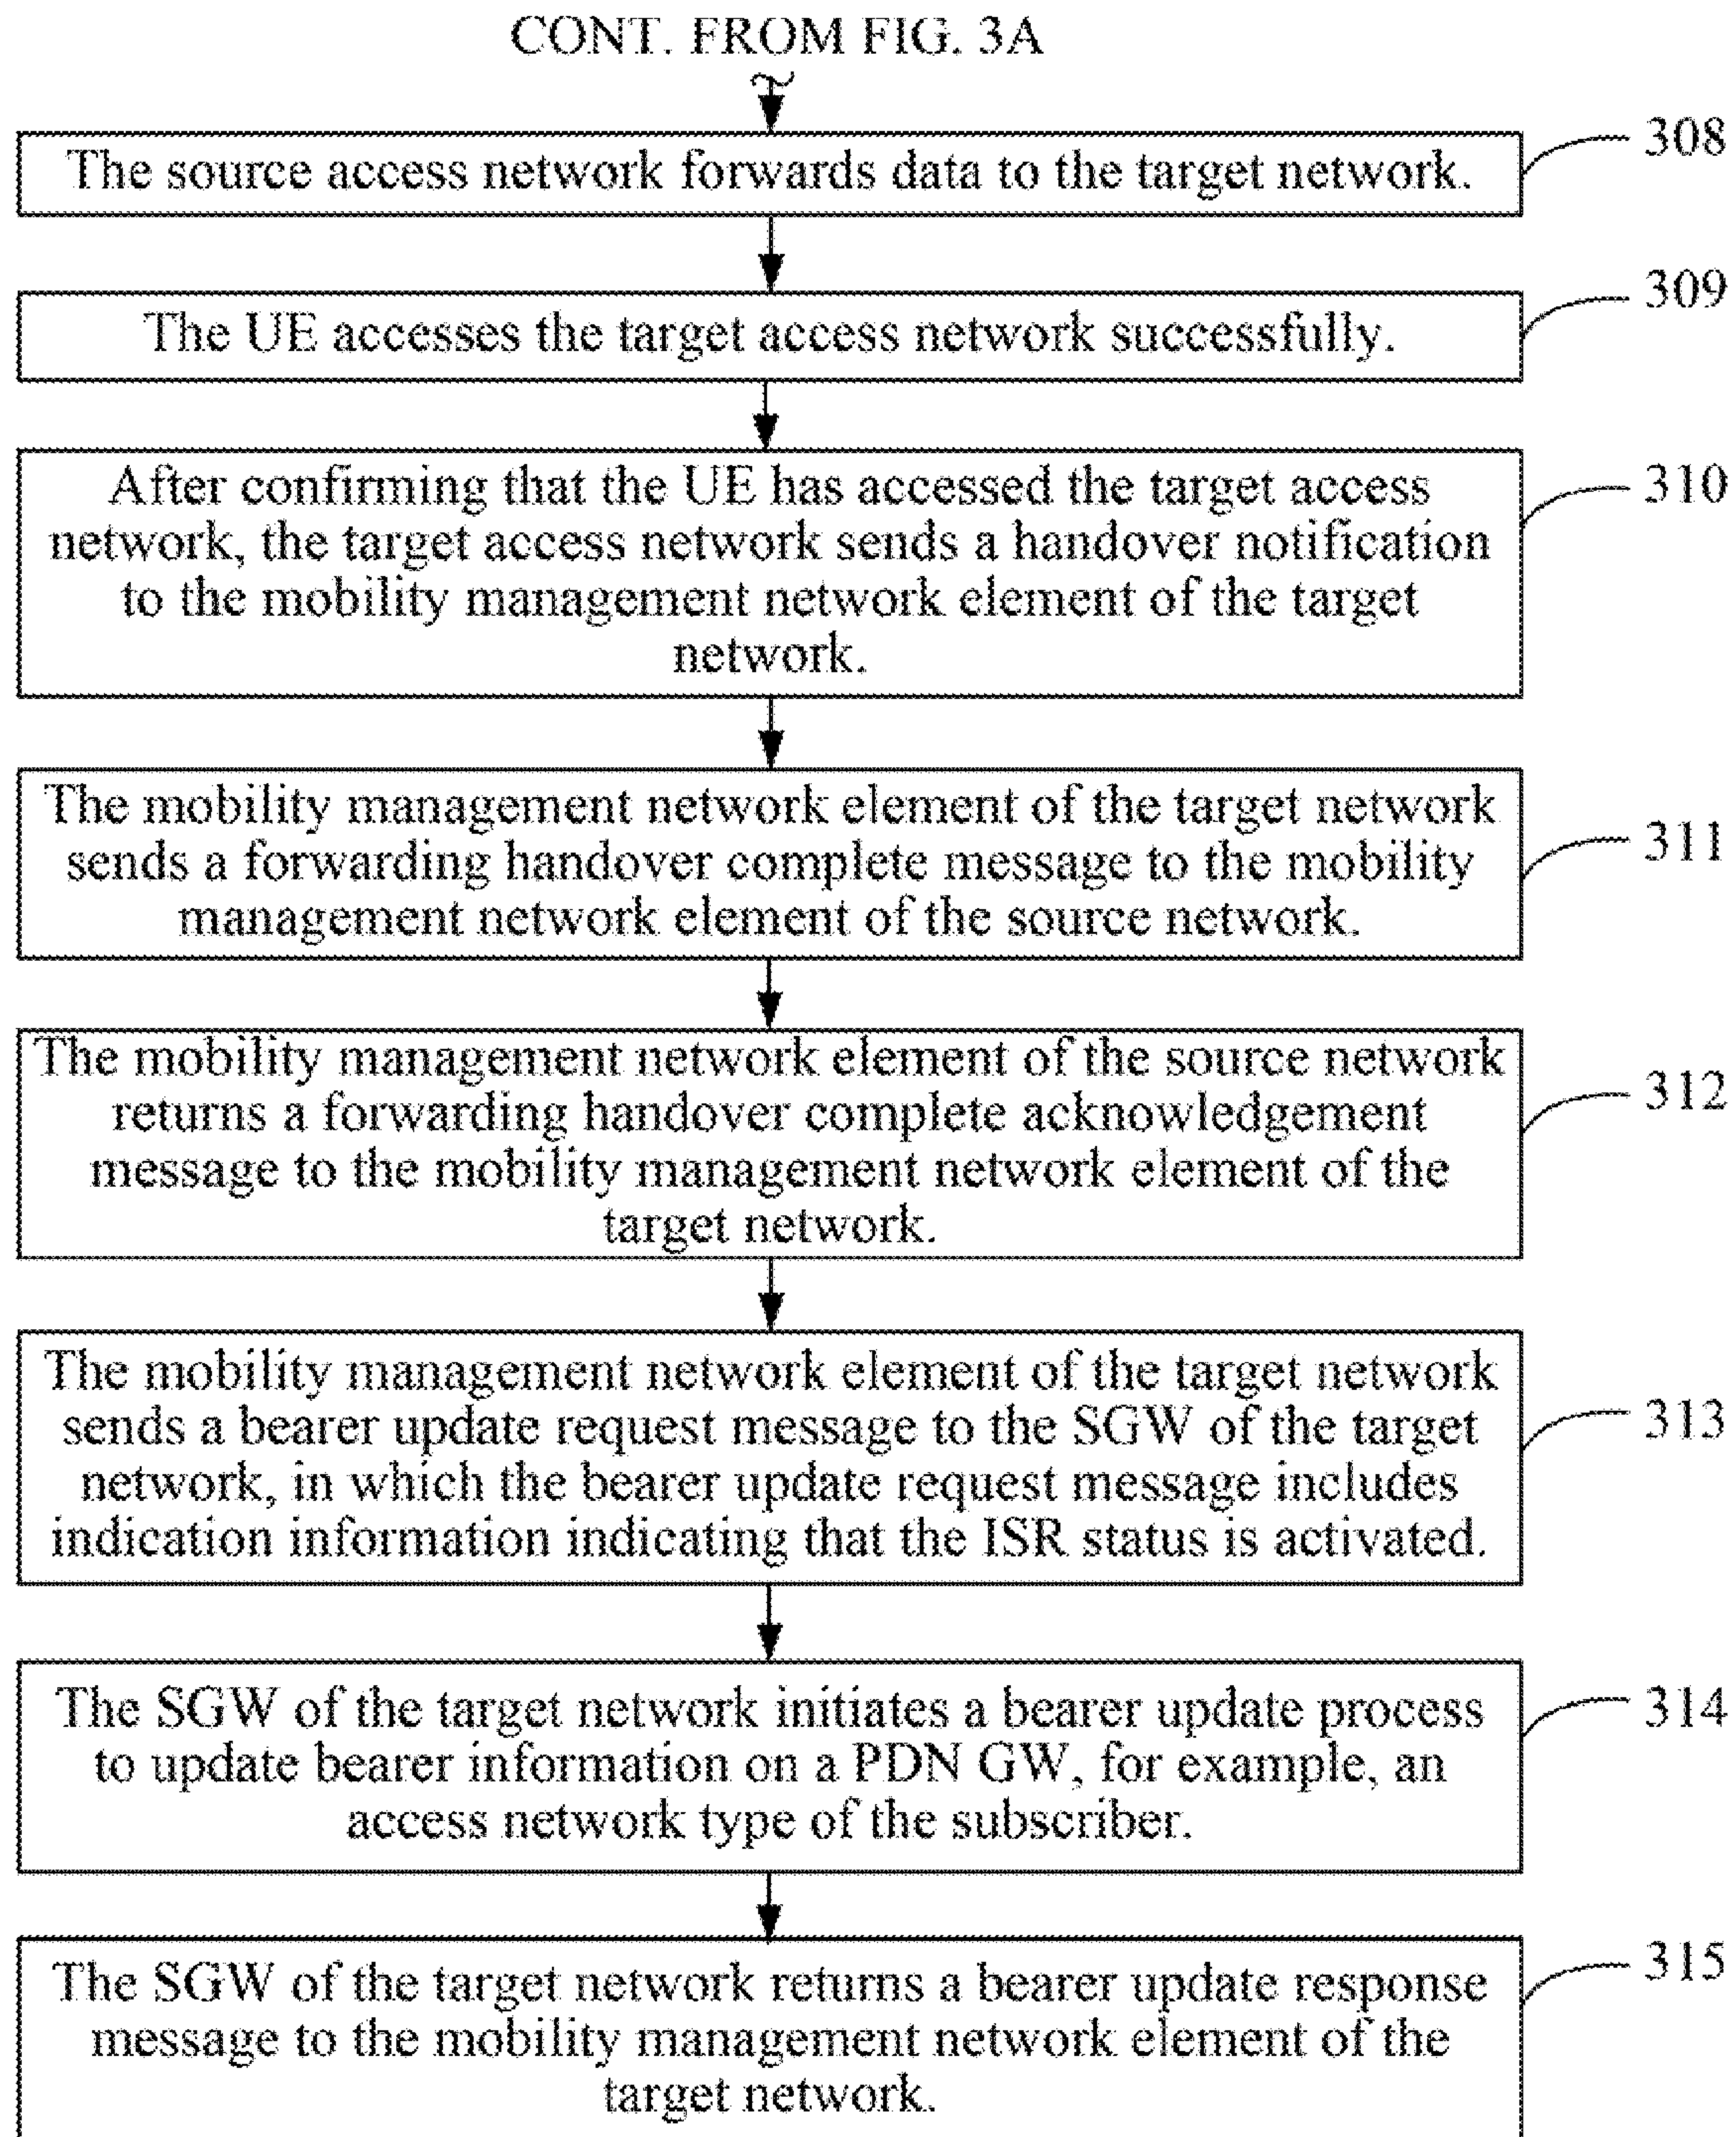 CONT. FROM FIG. 3A
The source access network forwards data to the target network.
308
The UE accesses the target access network successfully.
309
After confirming that the UE has accessed the target access
network, the target access network sends a handover notification
to the mobility management network element of the target
network.
310
The mobility management network element of the target network
sends a forwarding handover complete message to the mobility
management network element of the source network.
311
The mobility management network element of the source network
returns a forwarding handover complete acknowledgement
message to the mobility management network element of the
target network.
312
The mobility management network element of the target network
sends a bearer update request message to the SGW of the target
network, in which the bearer update request message includes
indication information indicating that the ISR status is activated.
313
The SGW of the target network initiates a bearer update process
to update bearer information on a PDN GW, for example, an
access network type of the subscriber.
314
The SGW of the target network returns a bearer update response
message to the mobility management network element of the
target network.
315